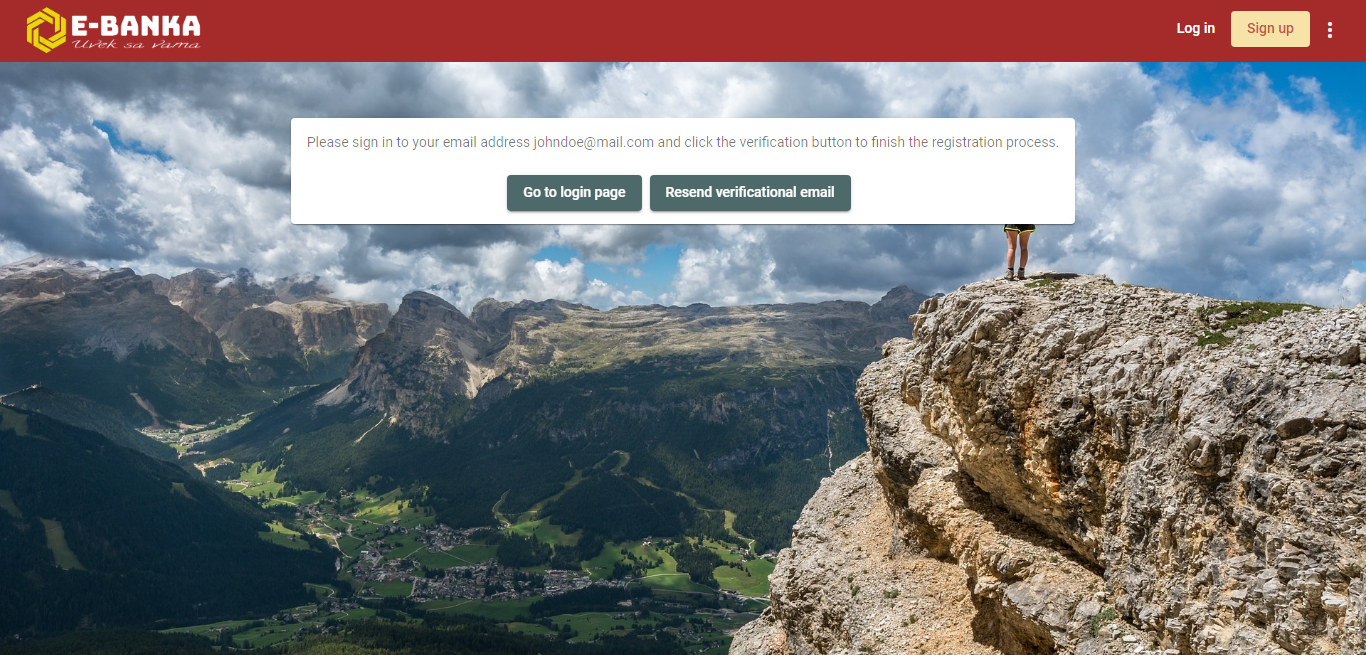 E-BANKA
Uvek sa vama
Log in
Sign up
Please sign in to your email address johndoe@mail.com and click the verification button to finish the registration process.
Go to login page
Resend verificational email